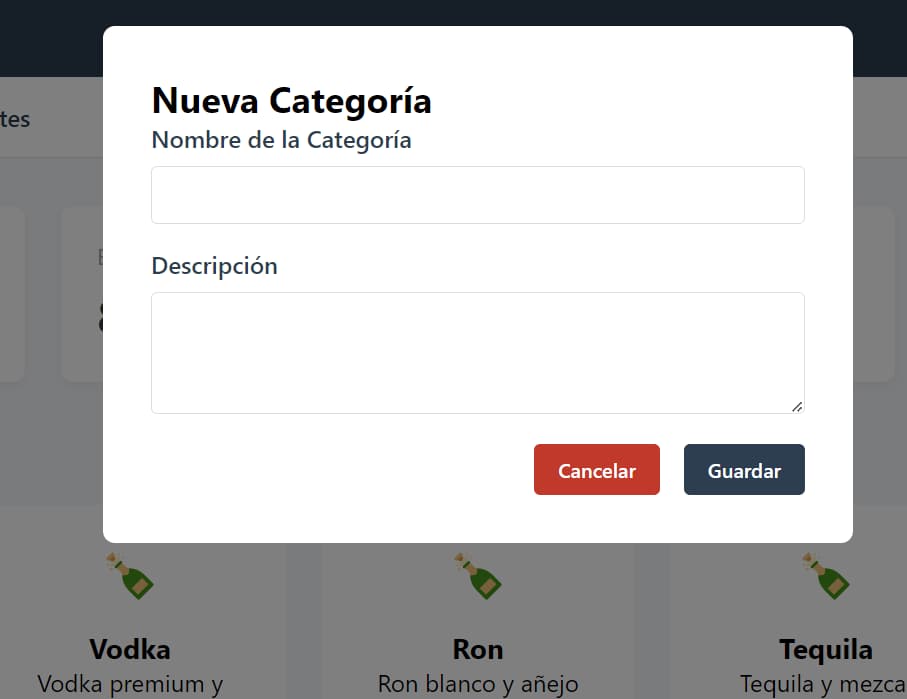 tes
Nueva Categoría
Nombre de la Categoría
Descripción
Cancelar
Guardar
Vodka
Ron
Tequila
Vodka premium y
Ron blanco y añejo
Tequila y mezca